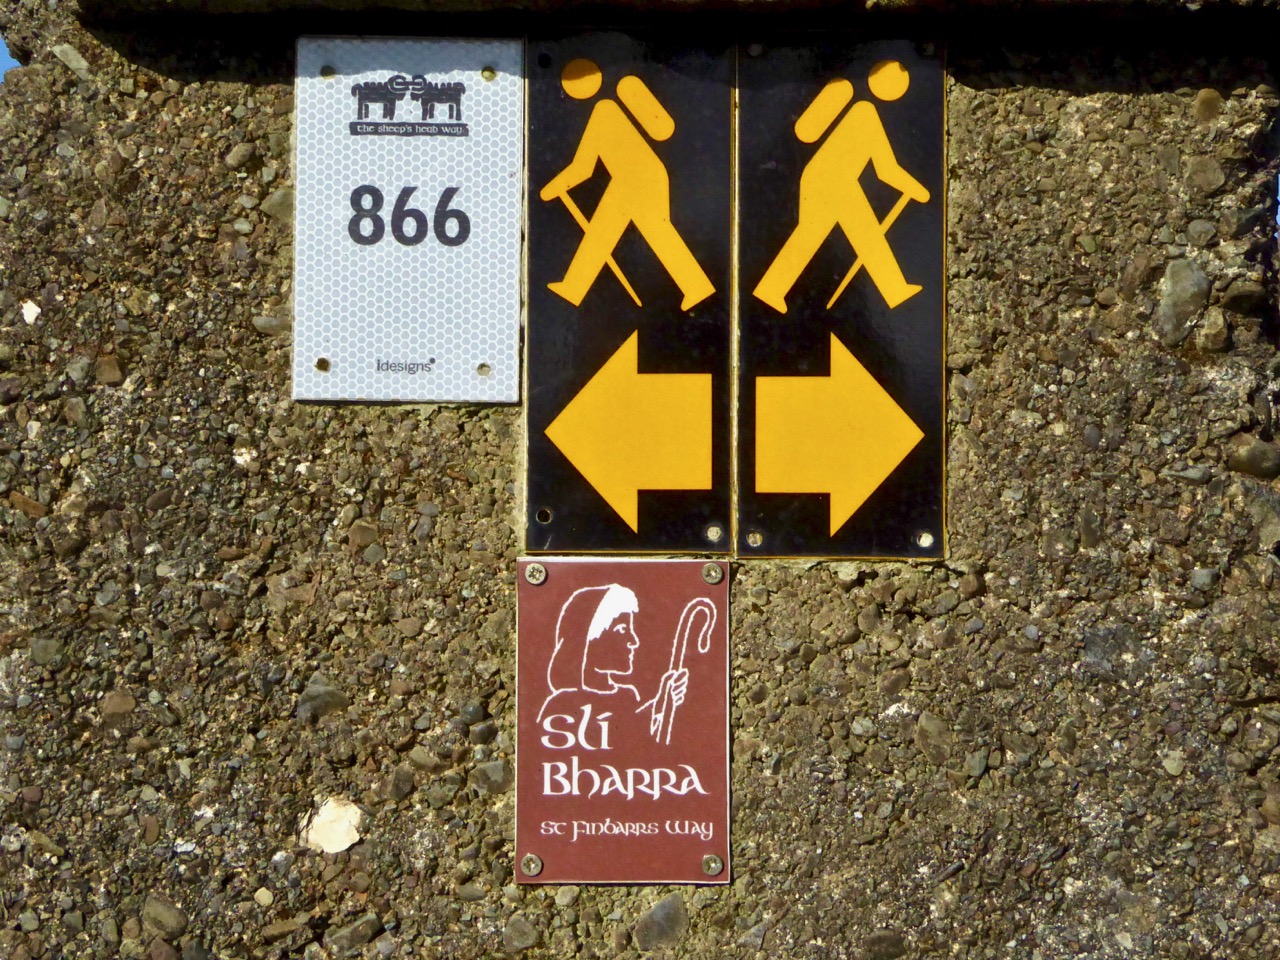 the sheep's head way
866
idesigns
Slí
Bharra
St Finbarrs Way